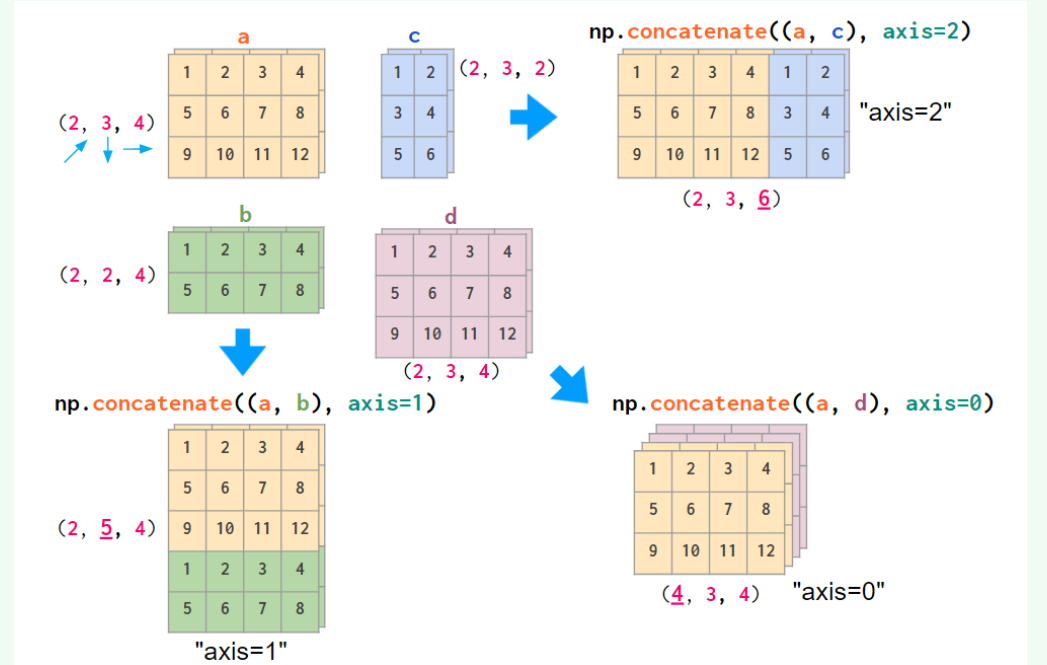 a
1 2 3 4
5 6 7 8
9 10 11 12
(2, 3, 4)
c
1 2
3 4
5 6
(2, 3, 2)
np.concatenate((a, c), axis=2)
1 2 3 4 1 2
5 6 7 8 3 4
9 10 11 12 5 6
"axis=2"
(2, 3, 6)
b
1 2 3 4
5 6 7 8
(2, 2, 4)
d
1 2 3 4
5 6 7 8
9 10 11 12
(2, 3, 4)
np.concatenate((a, b), axis=1)
1 2 3 4
5 6 7 8
9 10 11 12
1 2 3 4
5 6 7 8
(2, 5, 4)
"axis=1"
np.concatenate((a, d), axis=0)
1 2 3 4
5 6 7 8
9 10 11 12
(4, 3, 4)
"axis=0"